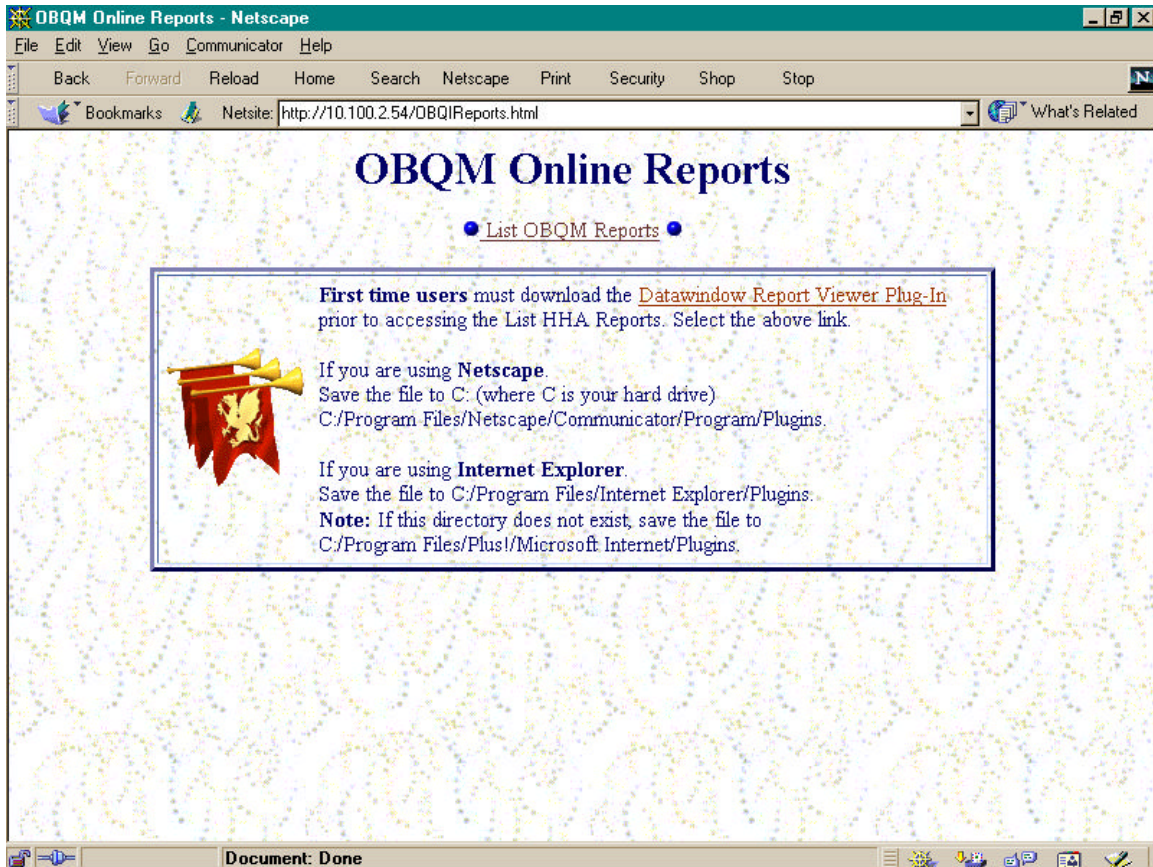 OBQM Online Reports - Netscape
File Edit View Go Communicator Help
Back Forward Reload Home Search Netscape Print Security Shop Stop
N
Bookmarks Netsite: http://10.100.2.54/OBQIReports.html What's Related
OBQM Online Reports
List OBQM Reports
First time users must download the Datawindow Report Viewer Plug-In
prior to accessing the List HHA Reports. Select the above link.
If you are using Netscape.
Save the file to C: (where C is your hard drive)
C:/Program Files/Netscape/Communicator/Program/Plugins.
If you are using Internet Explorer.
Save the file to C:/Program Files/Internet Explorer/Plugins.
Note: If this directory does not exist, save the file to
C:/Program Files/Plus!/Microsoft Internet/Plugins.
Document: Done